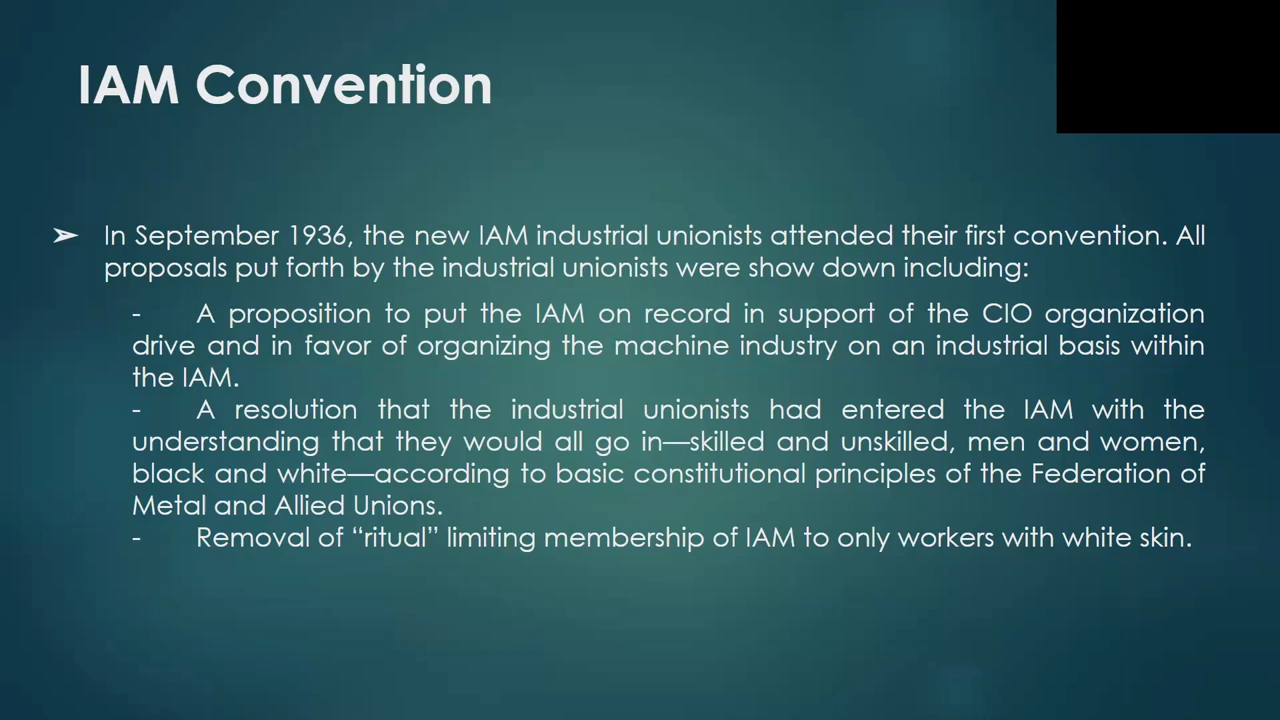 IAM Convention
➢ In September 1936, the new IAM industrial unionists attended their first convention. All
proposals put forth by the industrial unionists were show down including:
- A proposition to put the IAM on record in support of the CIO organization
drive and in favor of organizing the machine industry on an industrial basis within
the IAM.
- A resolution that the industrial unionists had entered the IAM with the
understanding that they would all go in—skilled and unskilled, men and women,
black and white—according to basic constitutional principles of the Federation of
Metal and Allied Unions.
- Removal of “ritual” limiting membership of IAM to only workers with white skin.